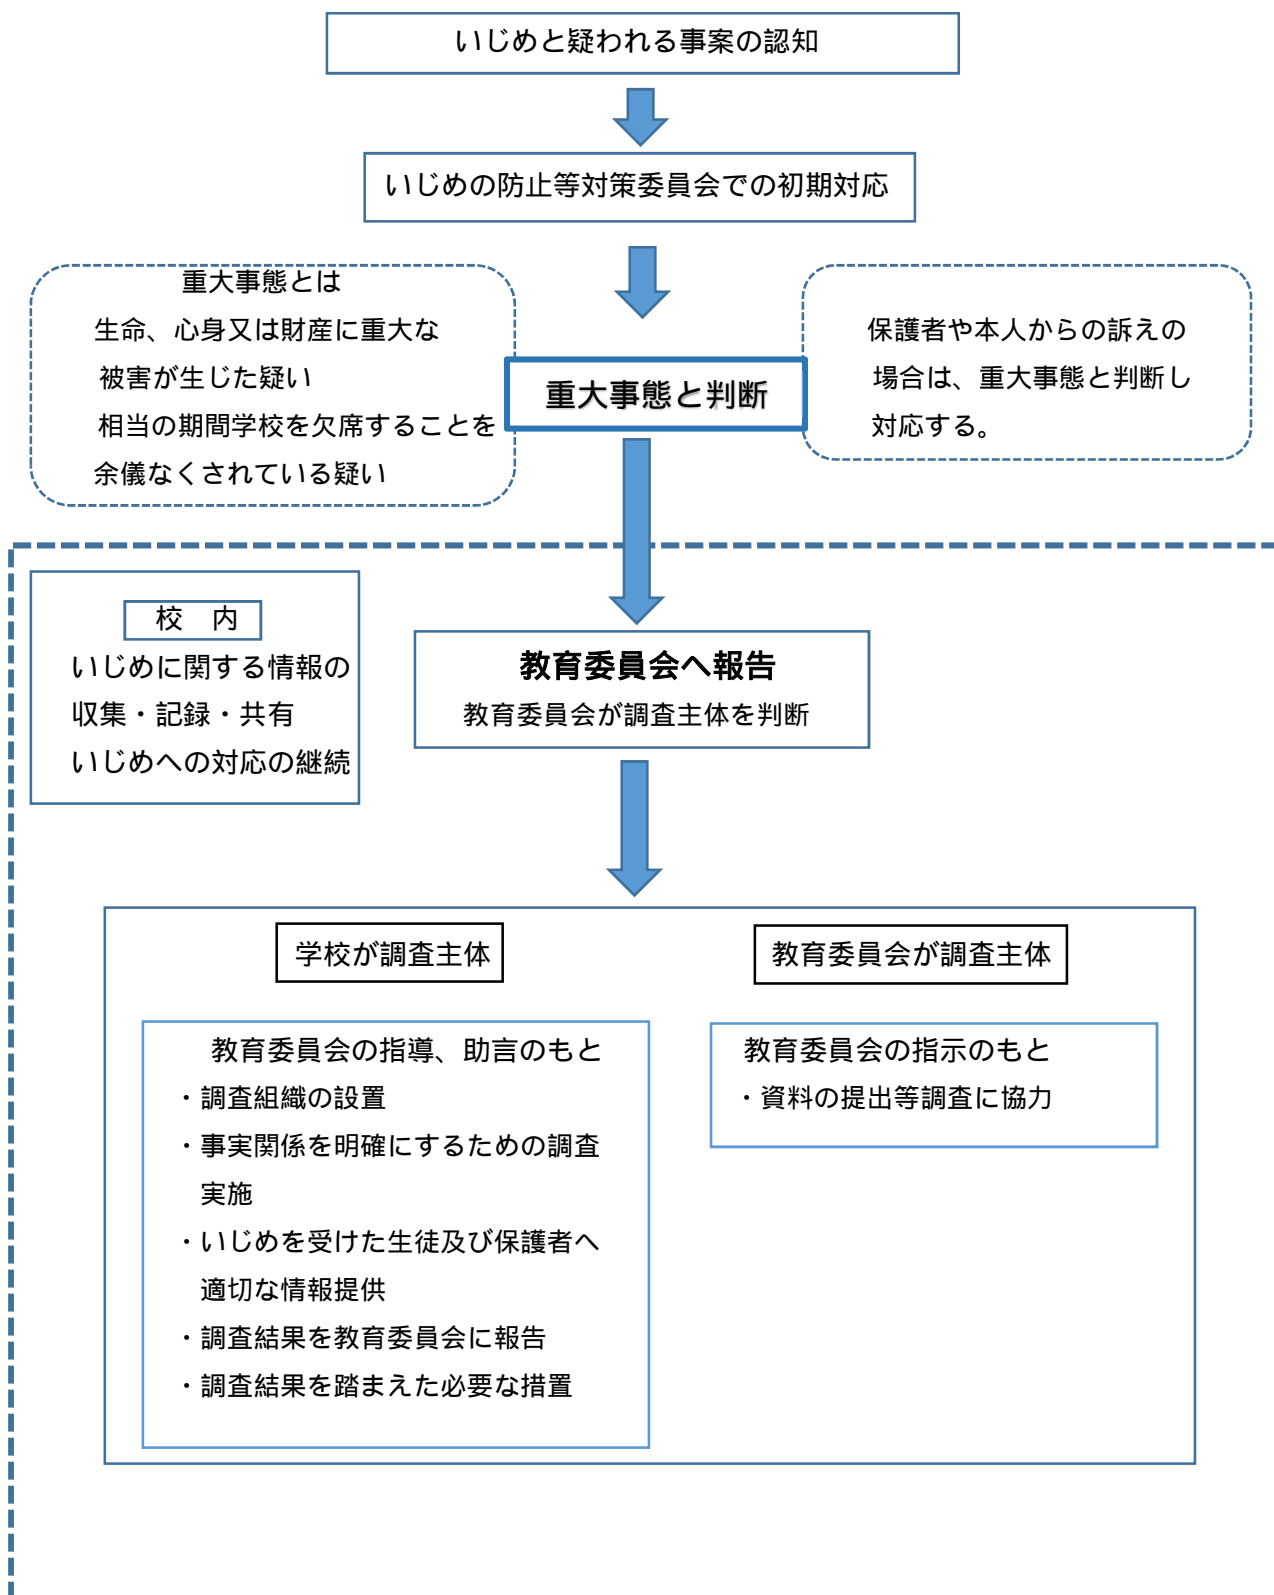 いじめと疑われる事案の認知
いじめの防止等対策委員会での初期対応
重大事態とは
生命、心身又は財産に重大な
被害が生じた疑い
相当の期間学校を欠席することを
余儀なくされている疑い
重大事態と判断
保護者や本人からの訴えの
場合は、重大事態と判断し
対応する。
校　内
いじめに関する情報の
収集・記録・共有
いじめへの対応の継続
教育委員会へ報告
教育委員会が調査主体を判断
学校が調査主体
教育委員会の指導、助言のもと
・調査組織の設置
・事実関係を明確にするための調査
実施
・いじめを受けた生徒及び保護者へ
適切な情報提供
・調査結果を教育委員会に報告
・調査結果を踏まえた必要な措置
教育委員会が調査主体
教育委員会の指示のもと
・資料の提出等調査に協力